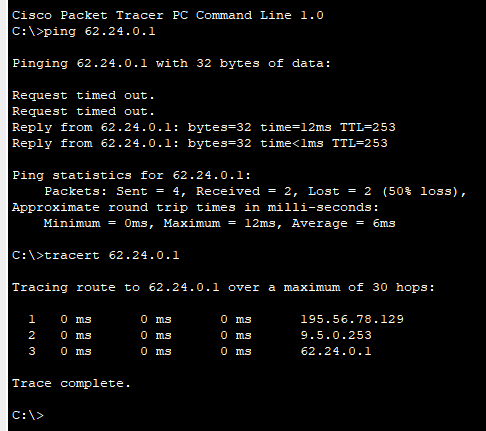 Cisco Packet Tracer PC Command Line 1.0
C:\>ping 62.24.0.1
Pinging 62.24.0.1 with 32 bytes of data:
Request timed out.
Request timed out.
Reply from 62.24.0.1: bytes=32 time=12ms TTL=253
Reply from 62.24.0.1: bytes=32 time<1ms TTL=253
Ping statistics for 62.24.0.1:
Packets: Sent = 4, Received = 2, Lost = 2 (50% loss),
Approximate round trip times in milli-seconds:
Minimum = 0ms, Maximum = 12ms, Average = 6ms
C:\>tracert 62.24.0.1
Tracing route to 62.24.0.1 over a maximum of 30 hops:
1 0 ms 0 ms 0 ms 195.56.78.129
2 0 ms 0 ms 0 ms 9.5.0.253
3 0 ms 0 ms 0 ms 62.24.0.1
Trace complete.
C:\>